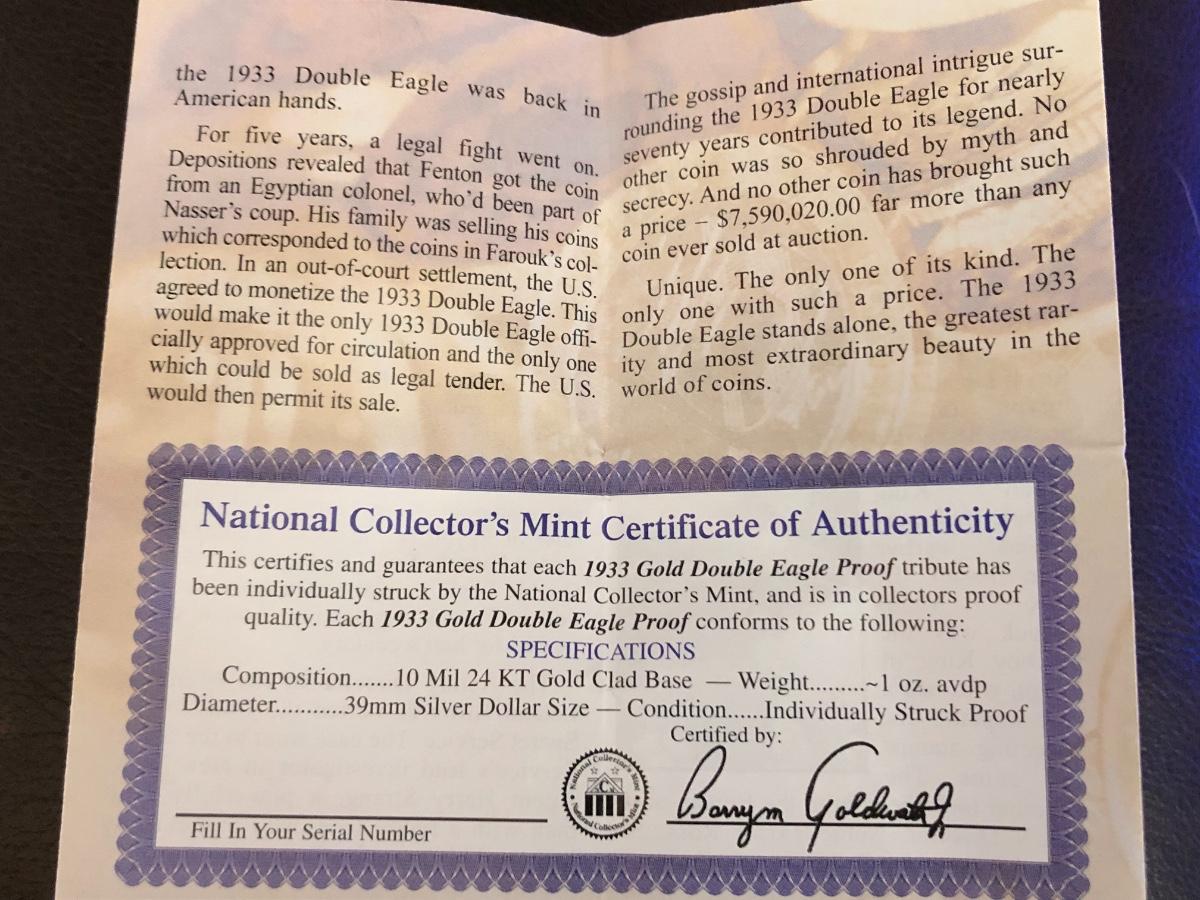 the 1933 Double Eagle was back in
American hands.
For five years, a legal fight went on.
Depositions revealed that Fenton got the coin
from an Egyptian colonel, who'd been part of
Nasser's coup. His family was selling his coins
which corresponded to the coins in Farouk's col-
lection. In an out-of-court settlement, the U.S.
agreed to monetize the 1933 Double Eagle. This
would make it the only 1933 Double Eagle offi-
cially approved for circulation and the only one
which could be sold as legal tender. The U.S.
would then permit its sale.
The gossip and international intrigue sur-
rounding the 1933 Double Eagle for nearly
seventy years contributed to its legend. No
other coin was so shrouded by myth and
secrecy. And no other coin has brought such
a price – $7,590,020.00 far more than any
coin ever sold at auction.
Unique. The only one of its kind. The
only one with such a price. The 1933
Double Eagle stands alone, the greatest rar-
ity and most extraordinary beauty in the
world of coins.
National Collector's Mint Certificate of Authenticity
This certifies and guarantees that each 1933 Gold Double Eagle Proof tribute has
been individually struck by the National Collector's Mint, and is in collectors proof
quality. Each 1933 Gold Double Eagle Proof conforms to the following:
SPECIFICATIONS
Composition.......10 Mil 24 KT Gold Clad Base — Weight.........~1 oz. avdp
Diameter...........39mm Silver Dollar Size — Condition......Individually Struck Proof
Certified by:
National Collector's Mint
C
National Collector's Mint
Barry m Goldwater Jr
Fill In Your Serial Number